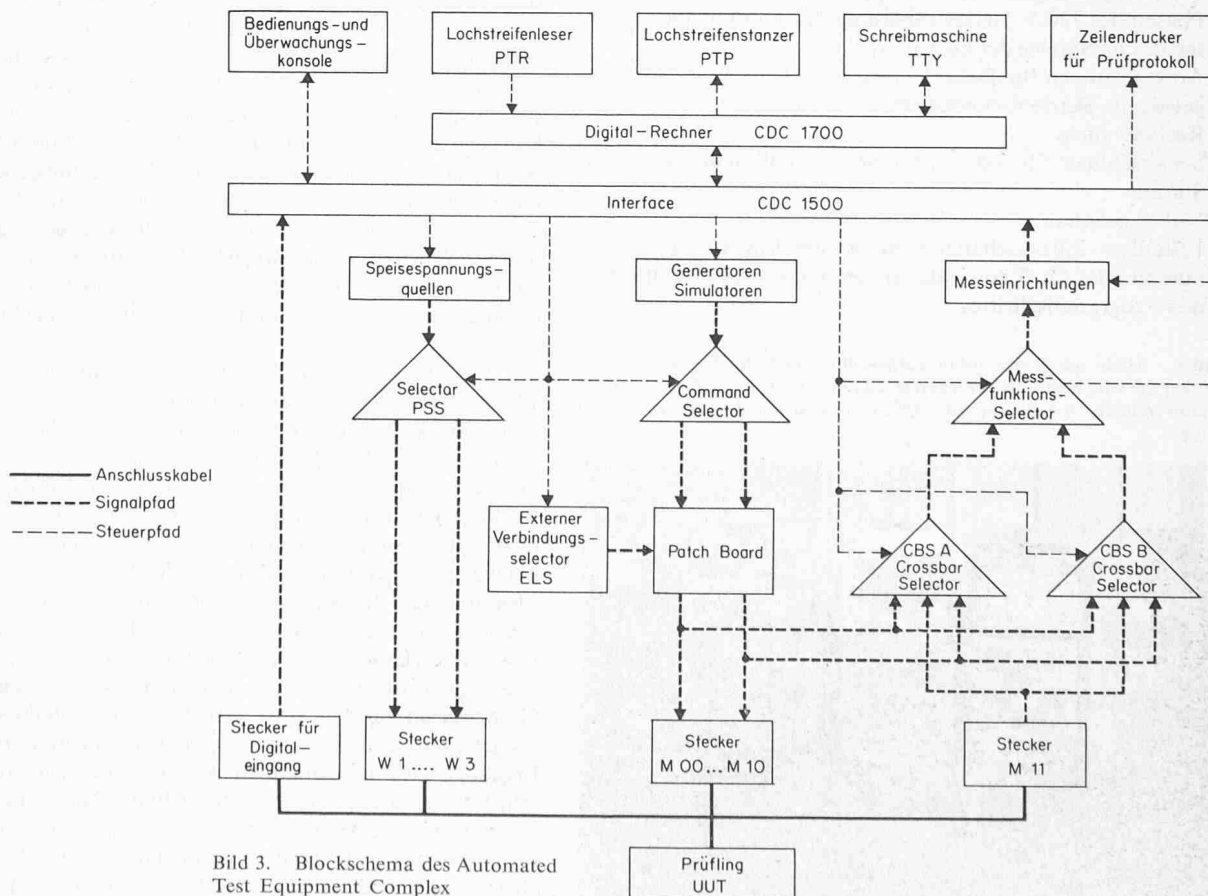 Bedienungs- und
Überwachungs-
konsole
Lochstreifenleser
PTR
Lochstreifenstanzer
PTP
Schreibmaschine
TTY
Zeilendrucker
für Prüfprotokoll
Digital-Rechner CDC 1700
Interface CDC 1500
Speisespannungs-
quellen
Generatoren
Simulatoren
Messeinrichtungen
Selector
PSS
Command
Selector
Mess-
funktions-
Selector
Anschlusskabel
Signalpfad
Steuerpfad
Externer
Verbindungs-
selector
ELS
Patch Board
CBS A
Crossbar
Selector
CBS B
Crossbar
Selector
Stecker für
Digital-
eingang
Stecker
W 1 .... W 3
Stecker
M 00 ... M 10
Stecker
M 11
Bild 3. Blockschema des Automated
Test Equipment Complex
Prüfling
UUT